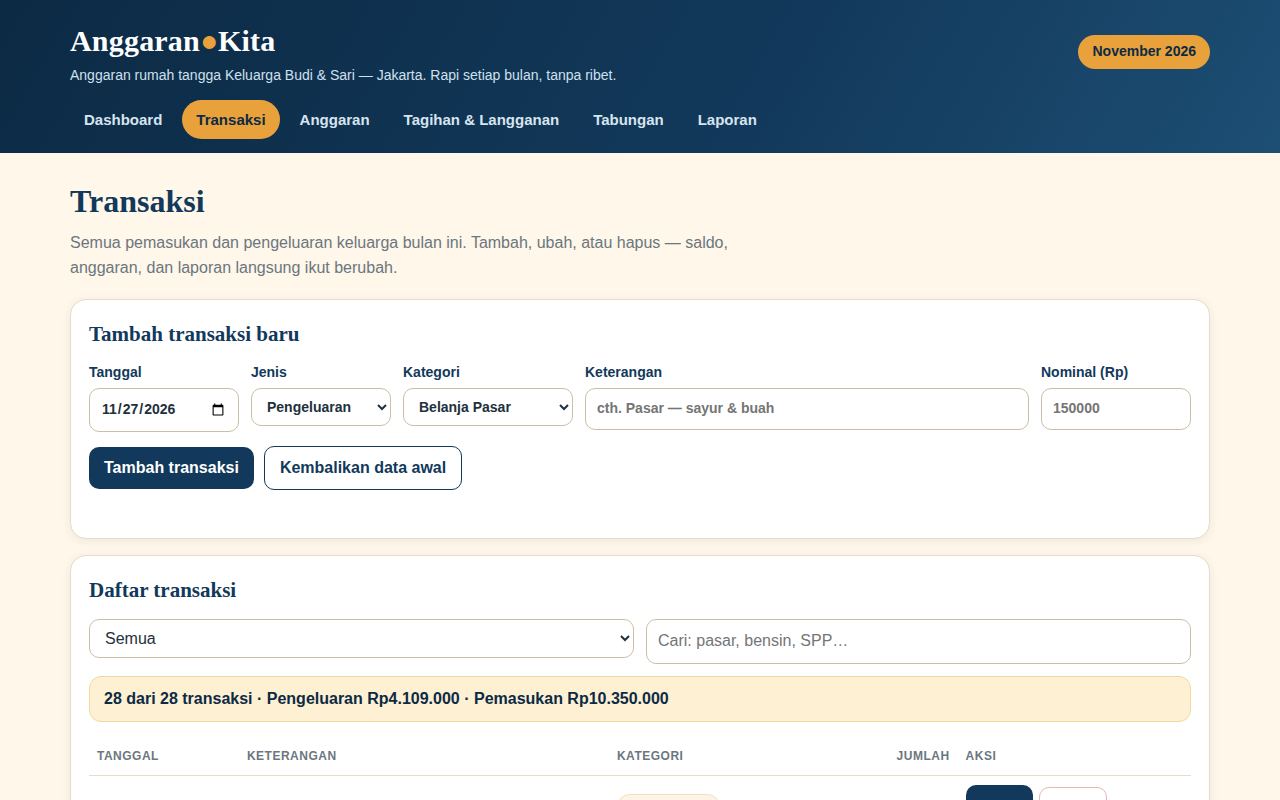 Anggaran●Kita
November 2026
Anggaran rumah tangga Keluarga Budi & Sari — Jakarta. Rapi setiap bulan, tanpa ribet.
Dashboard Transaksi Anggaran Tagihan & Langganan Tabungan Laporan
Transaksi
Semua pemasukan dan pengeluaran keluarga bulan ini. Tambah, ubah, atau hapus — saldo,
anggaran, dan laporan langsung ikut berubah.
Tambah transaksi baru
Tanggal Jenis Kategori Keterangan Nominal (Rp)
11/27/2026 Pengeluaran Belanja Pasar cth. Pasar — sayur & buah 150000
Tambah transaksi Kembalikan data awal
Daftar transaksi
Semua Cari: pasar, bensin, SPP…
28 dari 28 transaksi · Pengeluaran Rp4.109.000 · Pemasukan Rp10.350.000
TANGGAL KETERANGAN KATEGORI JUMLAH AKSI